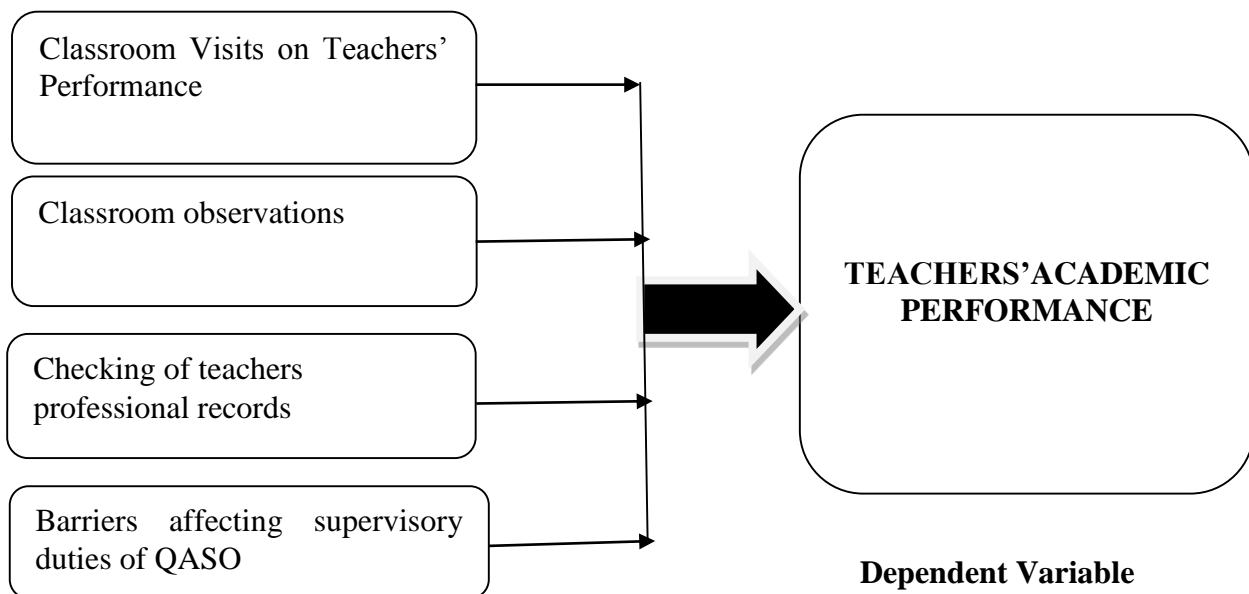 Classroom Visits on Teachers’
Performance
Classroom observations
Checking of teachers
professional records
Barriers affecting supervisory
duties of QASO
TEACHERS’ACADEMIC
PERFORMANCE
Dependent Variable